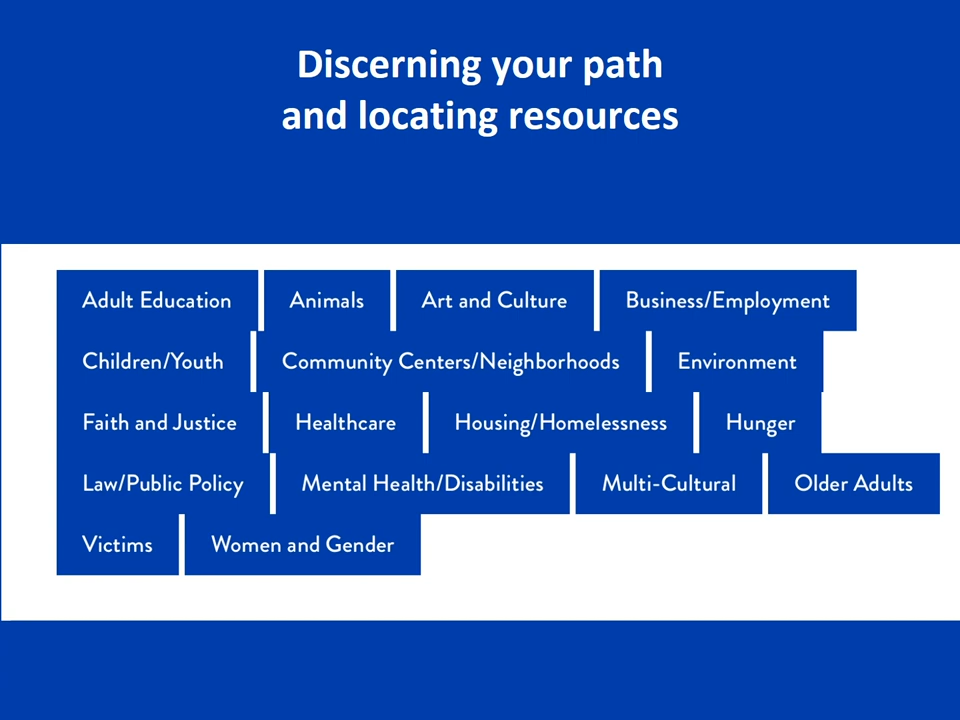 Discerning your path
and locating resources
Adult Education Animals Art and Culture Business/Employment
Children/Youth Community Centers/Neighborhoods Environment
Faith and Justice Healthcare Housing/Homelessness Hunger
Law/Public Policy Mental Health/Disabilities Multi-Cultural Older Adults
Victims Women and Gender